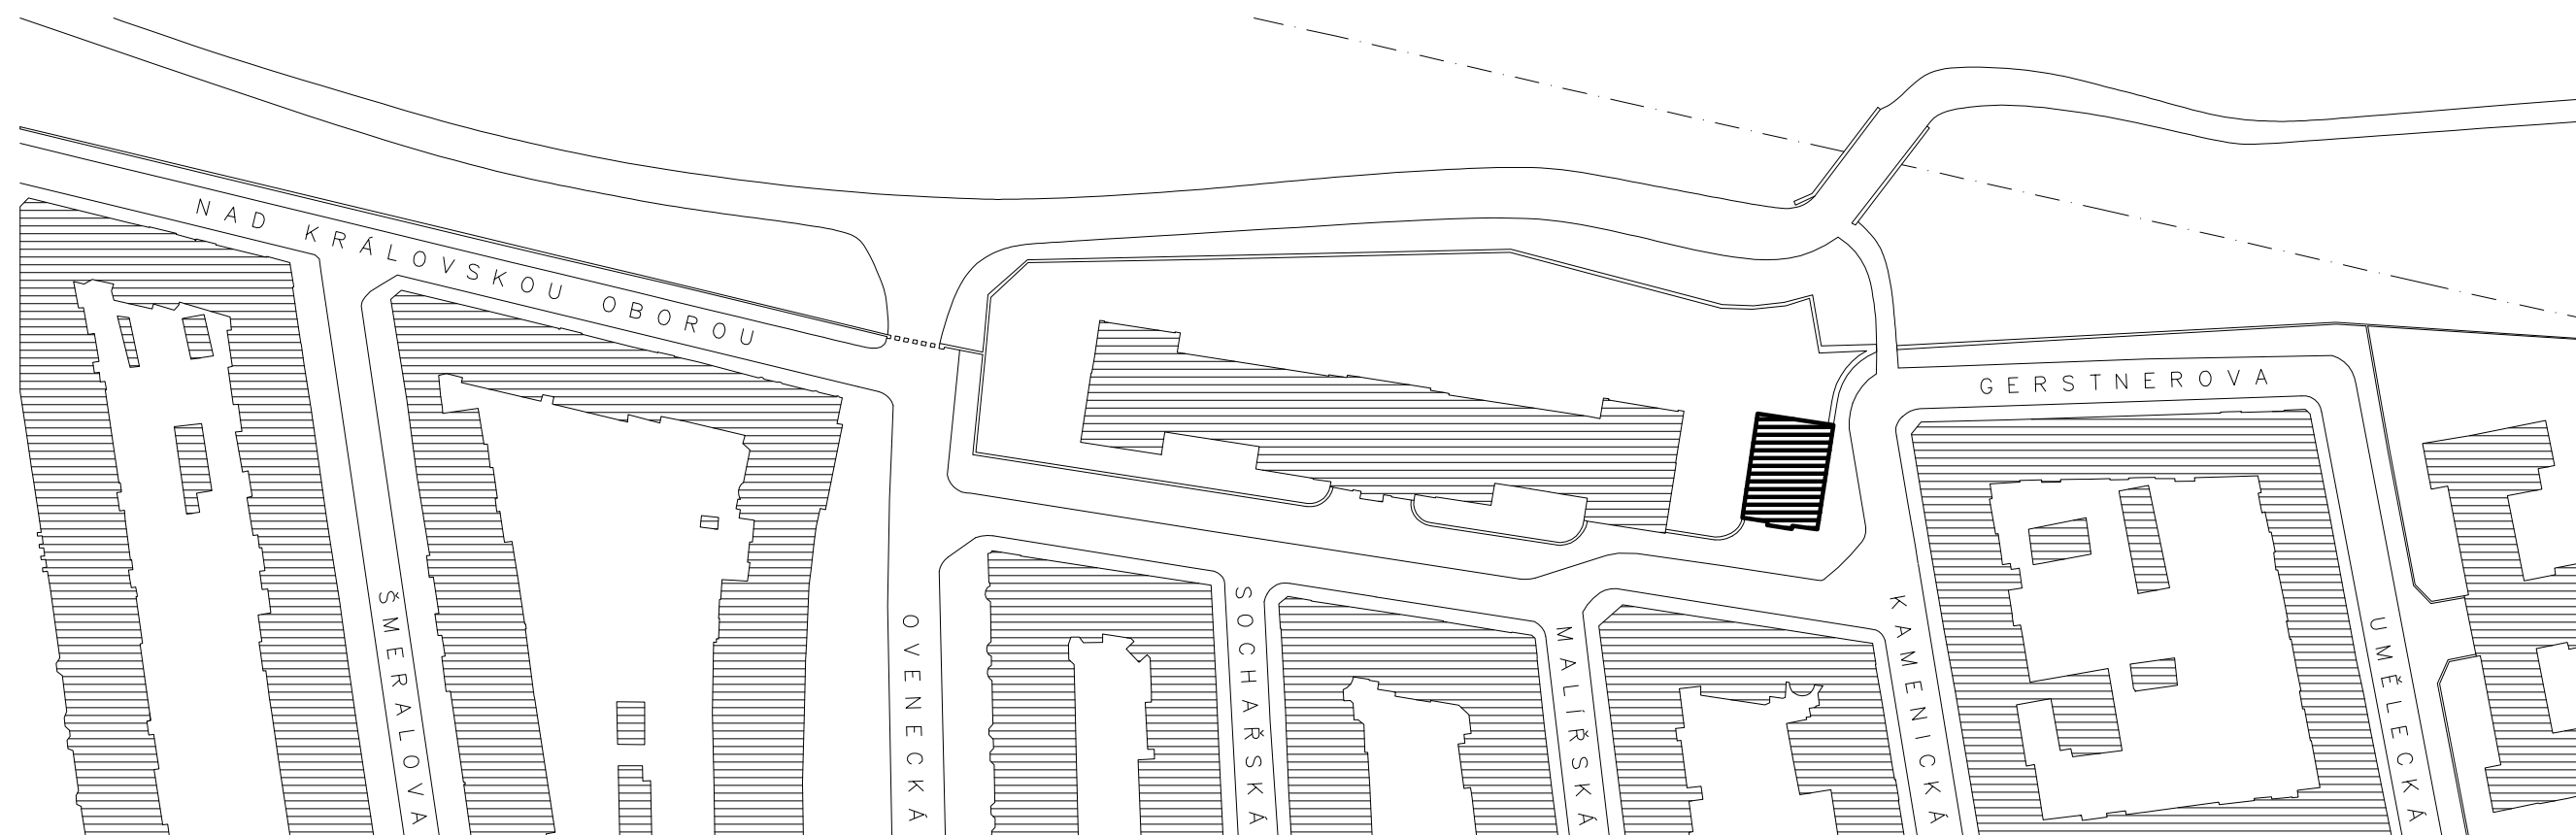 NAD KRÁLOVSKOU OBOROU
GERSTNEROVA
ŠMERALOVA
OVENECKÁ
SOCHAŘSKÁ
MALÍŘSKÁ
KAMENICKÁ
UMĚLECKÁ